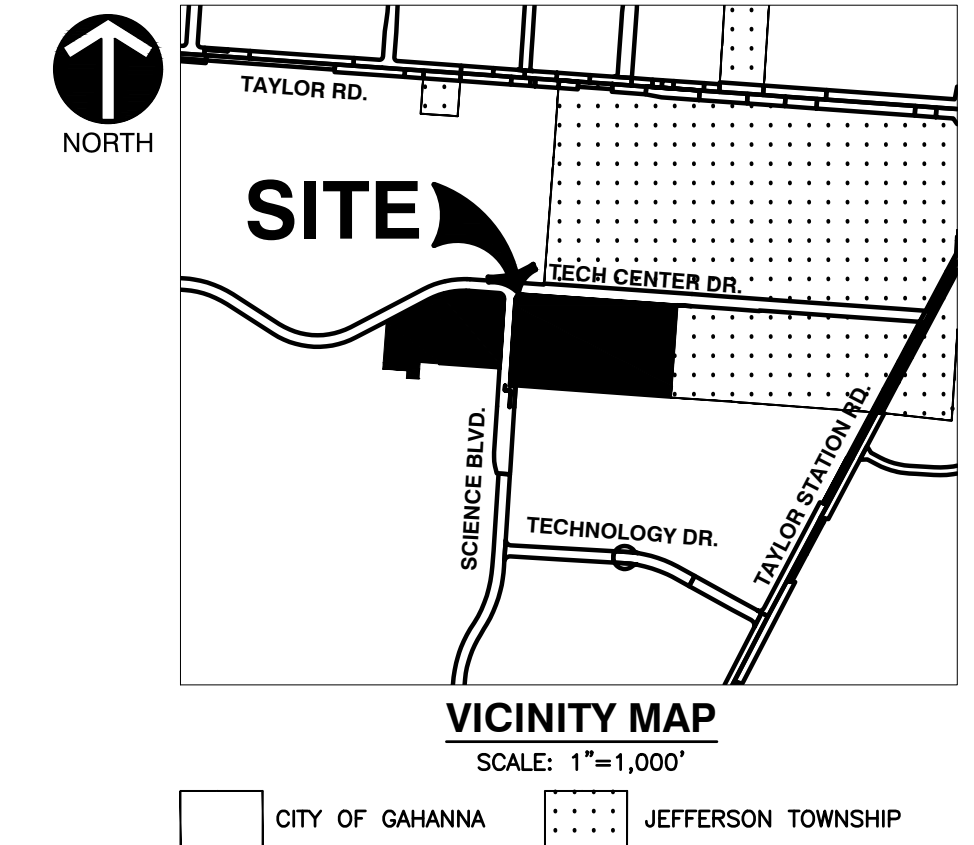 NORTH
TAYLOR RD.
SITE
TECH CENTER DR.
SCIENCE BLVD.
TECHNOLOGY DR.
TAYLOR STATION RD.
VICINITY MAP
SCALE: 1"=1,000'
CITY OF GAHANNA
JEFFERSON TOWNSHIP